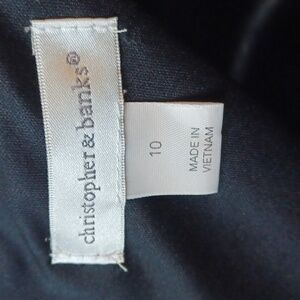 christopher & banks®
10
MADE IN
VIETNAM